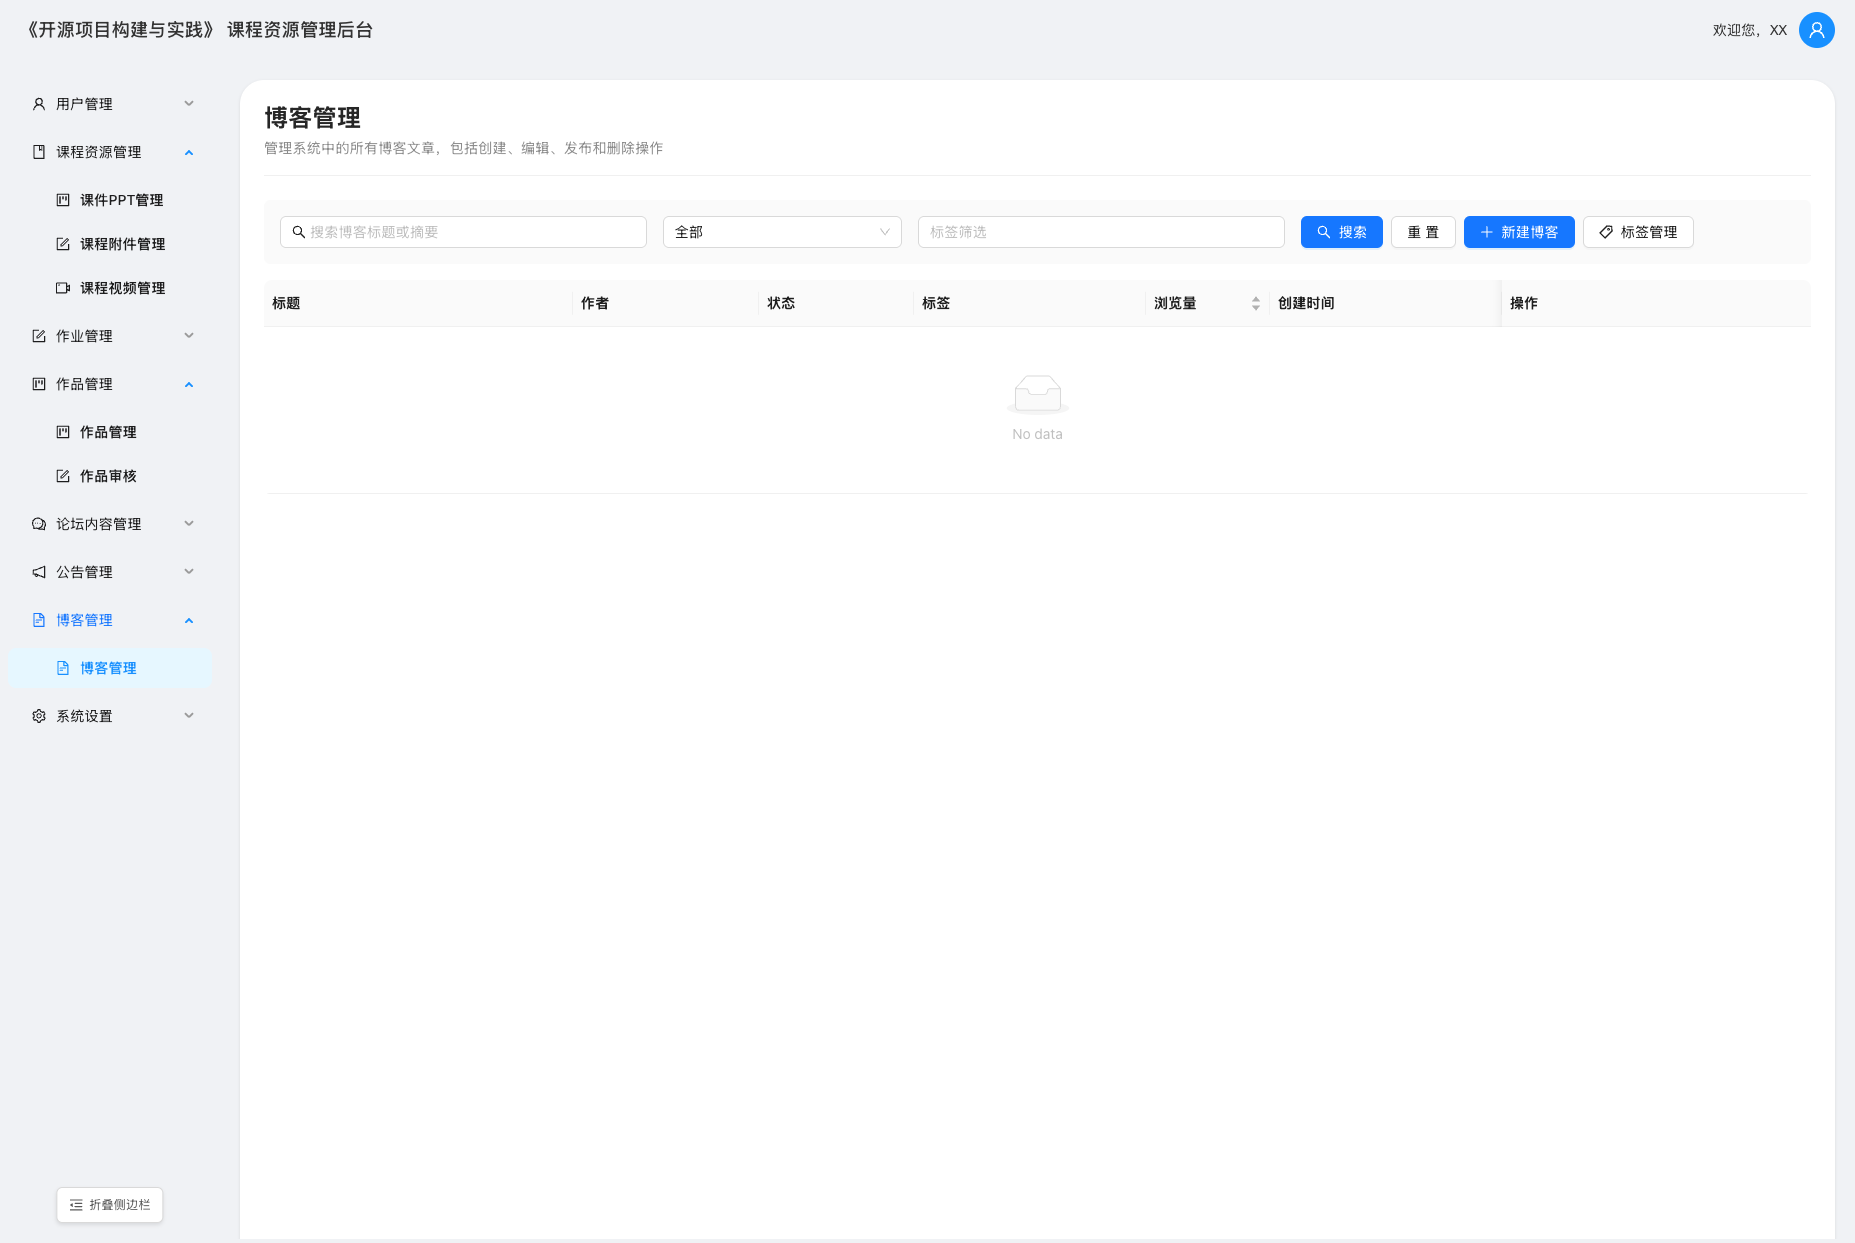 《开源项目构建与实践》 课程资源管理后台
欢迎您，XX
用户管理
课程资源管理
课件PPT管理
课程附件管理
课程视频管理
作业管理
作品管理
作品管理
作品审核
论坛内容管理
公告管理
博客管理
博客管理
系统设置
折叠侧边栏
博客管理
管理系统中的所有博客文章，包括创建、编辑、发布和删除操作
搜索博客标题或摘要 全部 标签筛选 搜索 重 置 新建博客 标签管理
标题 作者 状态 标签 浏览量 创建时间 操作
No data